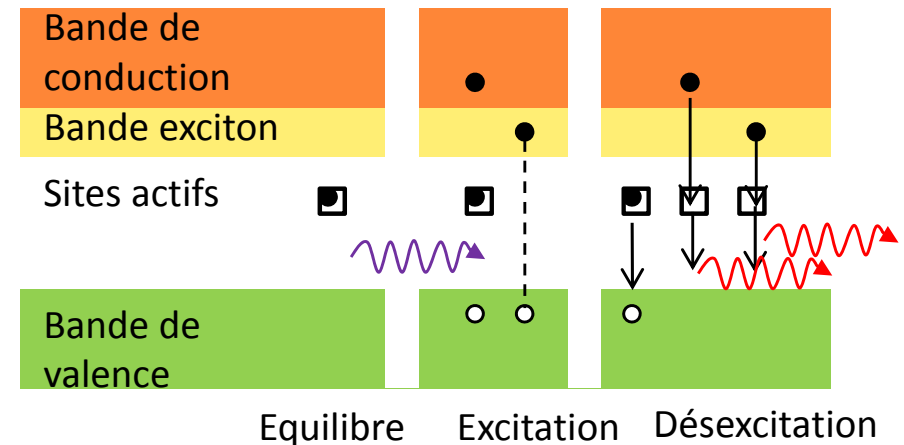 Bande de
conduction
Bande exciton
Sites actifs
Bande de
valence
Equilibre Excitation Désexcitation